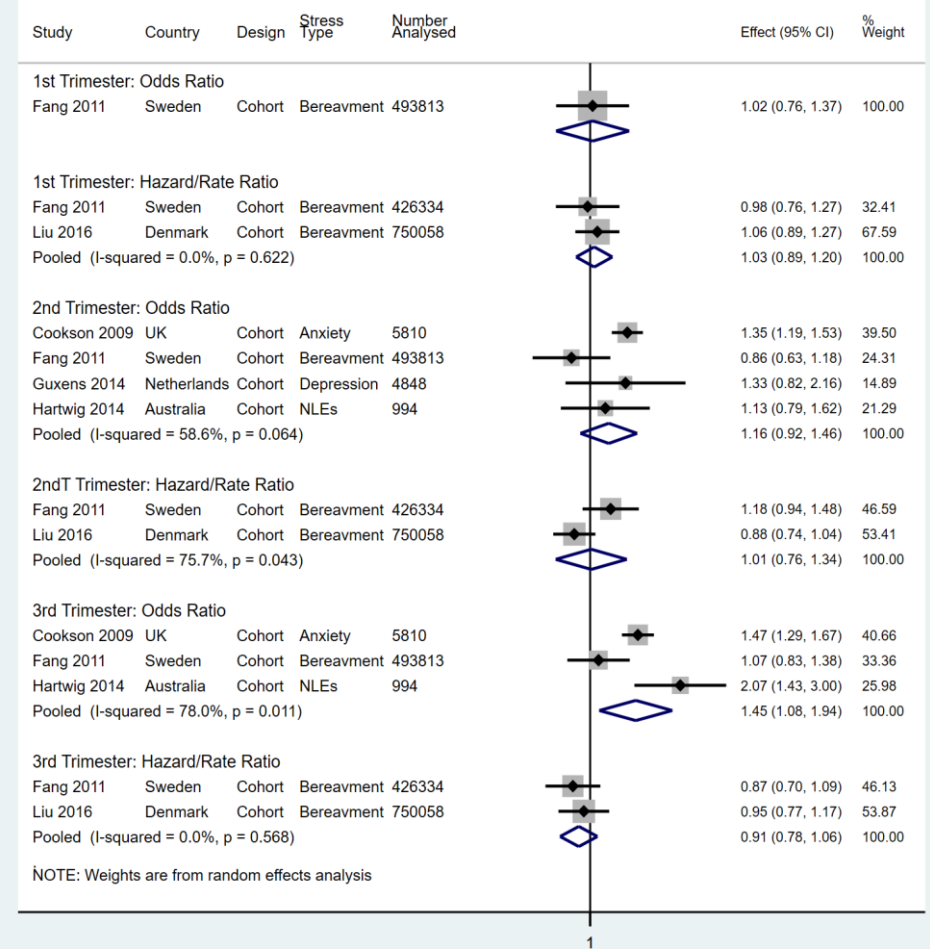 Study Country Design Stress Type Number Analysed Effect (95% CI) % Weight
1st Trimester: Odds Ratio
Fang 2011 Sweden Cohort Bereavment 493813 1.02 (0.76, 1.37) 100.00
1st Trimester: Hazard/Rate Ratio
Fang 2011 Sweden Cohort Bereavment 426334 0.98 (0.76, 1.27) 32.41
Liu 2016 Denmark Cohort Bereavment 750058 1.06 (0.89, 1.27) 67.59
Pooled (I-squared = 0.0%, p = 0.622) 1.03 (0.89, 1.20) 100.00
2nd Trimester: Odds Ratio
Cookson 2009 UK Cohort Anxiety 5810 1.35 (1.19, 1.53) 39.50
Fang 2011 Sweden Cohort Bereavment 493813 0.86 (0.63, 1.18) 24.31
Guxens 2014 Netherlands Cohort Depression 4848 1.33 (0.82, 2.16) 14.89
Hartwig 2014 Australia Cohort NLEs 994 1.13 (0.79, 1.62) 21.29
Pooled (I-squared = 58.6%, p = 0.064) 1.16 (0.92, 1.46) 100.00
2ndT Trimester: Hazard/Rate Ratio
Fang 2011 Sweden Cohort Bereavment 426334 1.18 (0.94, 1.48) 46.59
Liu 2016 Denmark Cohort Bereavment 750058 0.88 (0.74, 1.04) 53.41
Pooled (I-squared = 75.7%, p = 0.043) 1.01 (0.76, 1.34) 100.00
3rd Trimester: Odds Ratio
Cookson 2009 UK Cohort Anxiety 5810 1.47 (1.29, 1.67) 40.66
Fang 2011 Sweden Cohort Bereavment 493813 1.07 (0.83, 1.38) 33.36
Hartwig 2014 Australia Cohort NLEs 994 2.07 (1.43, 3.00) 25.98
Pooled (I-squared = 78.0%, p = 0.011) 1.45 (1.08, 1.94) 100.00
3rd Trimester: Hazard/Rate Ratio
Fang 2011 Sweden Cohort Bereavment 426334 0.87 (0.70, 1.09) 46.13
Liu 2016 Denmark Cohort Bereavment 750058 0.95 (0.77, 1.17) 53.87
Pooled (I-squared = 0.0%, p = 0.568) 0.91 (0.78, 1.06) 100.00
NOTE: Weights are from random effects analysis
1